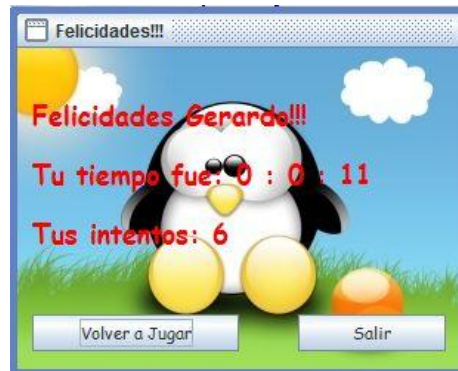 Felicidades!!!
Felicidades Gerardo!!!
Tu tiempo fue: 0 : 0 : 11
Tus intentos: 6
Volver a Jugar
Salir